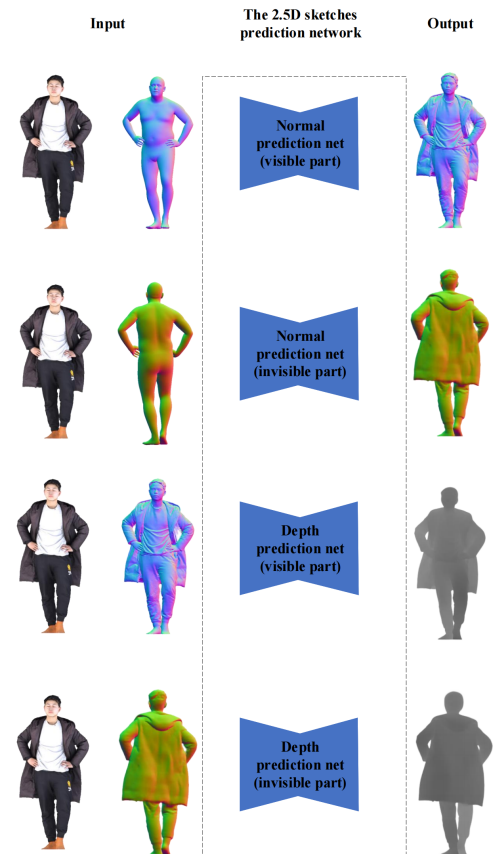 Input
The 2.5D sketches
prediction network
Output
Normal
prediction net
(visible part)
Normal
prediction net
(invisible part)
Depth
prediction net
(visible part)
Depth
prediction net
(invisible part)